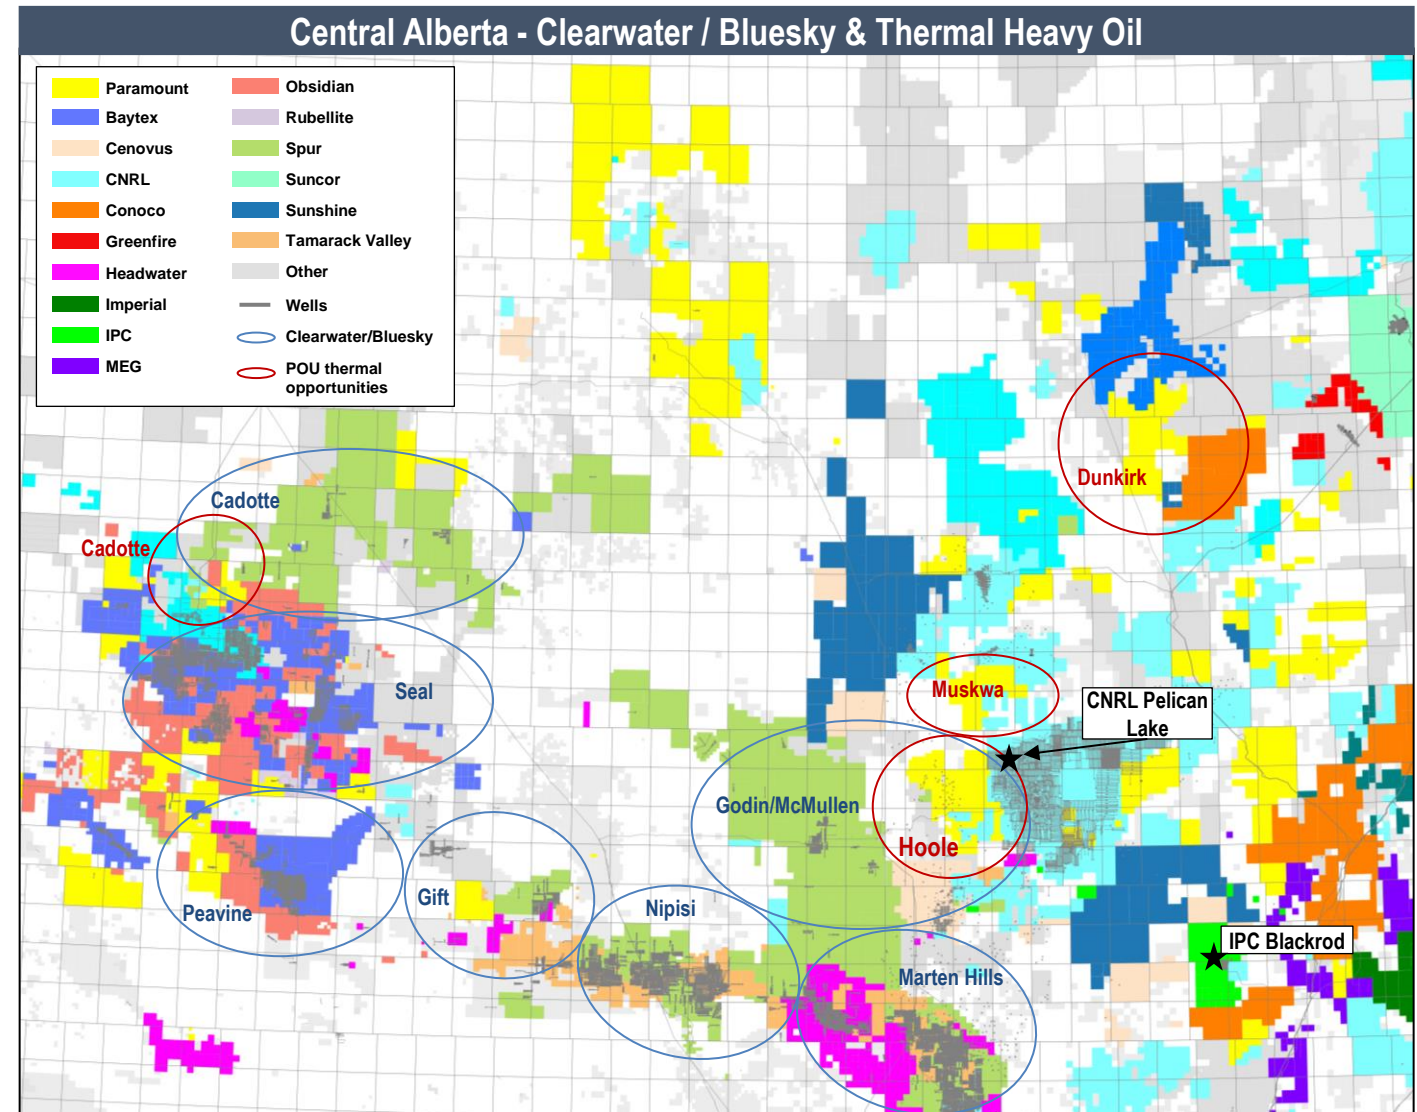 Central Alberta - Clearwater / Bluesky & Thermal Heavy Oil
Paramount
Baytex
Cenovus
CNRL
Conoco
Greenfire
Headwater
Imperial
IPC
MEG
Obsidian
Rubellite
Spur
Suncor
Sunshine
Tamarack Valley
Other
Wells
Clearwater/Bluesky
POU thermal
opportunities
Dunkirk
Cadotte
Cadotte
Seal
Muskwa
CNRL Pelican
Lake
Godin/McMullen
Hoole
Peavine
Gift
Nipisi
Marten Hills
IPC Blackrod